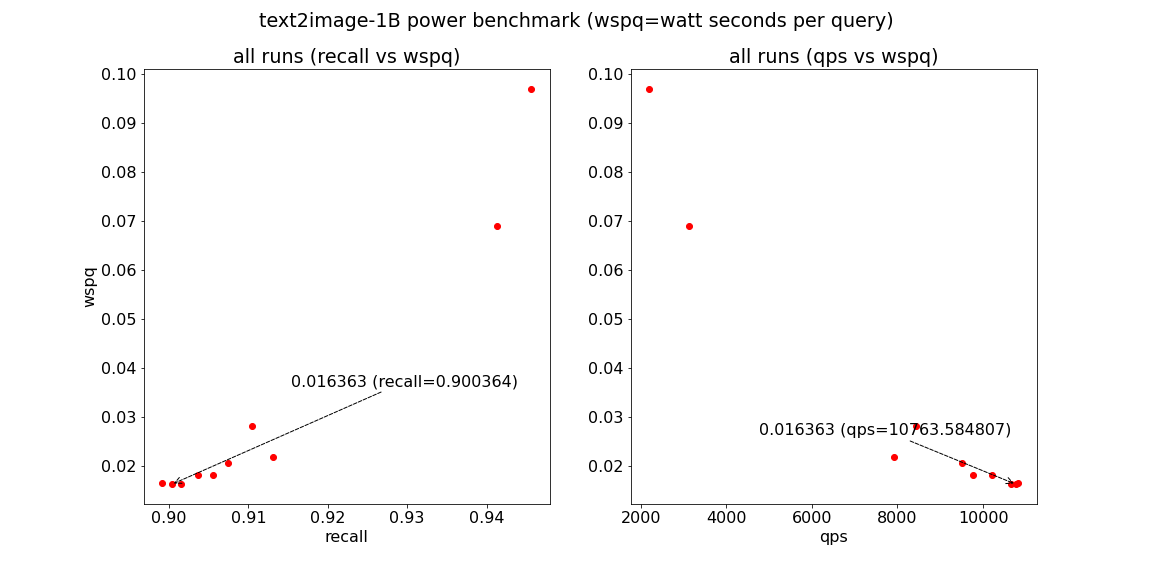 text2image-1B power benchmark (wspq=watt seconds per query)
all runs (recall vs wspq)
0.10
0.09
0.08
0.07
0.06
0.05
0.04
0.03
0.02
wspq
0.016363 (recall=0.900364)
0.90 0.91 0.92 0.93 0.94
recall
all runs (qps vs wspq)
0.10
0.09
0.08
0.07
0.06
0.05
0.04
0.03
0.02
0.016363 (qps=10763.584807)
2000 4000 6000 8000 10000
qps